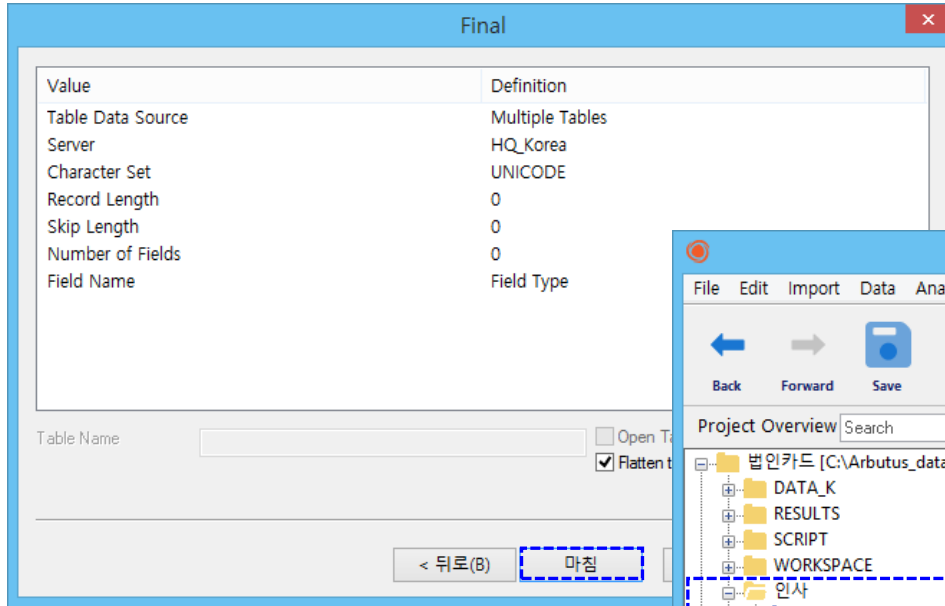 Final
Value Definition
Table Data Source Multiple Tables
Server HQ_Korea
Character Set UNICODE
Record Length 0
Skip Length 0
Number of Fields 0
Field Name Field Type
Table Name
Open Ta
Flatten t
< 뒤로(B) 마침
File Edit Import Data Ana
Back Forward Save
Project Overview Search
법인카드 [C:\Arbutus_data
DATA_K
RESULTS
SCRIPT
WORKSPACE
인사